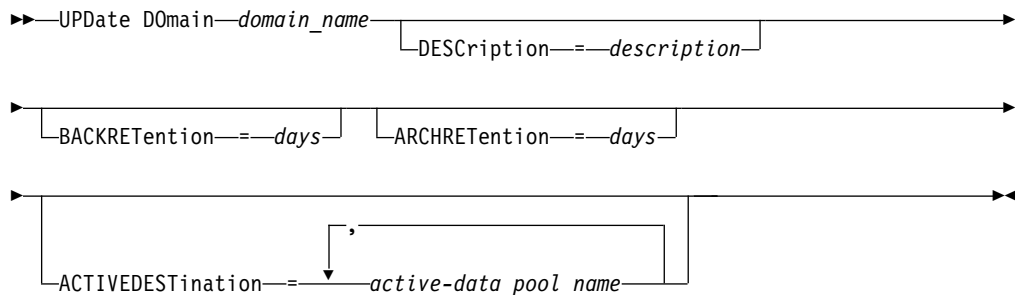 UPDate DOmain domain_name
DESCription = description
BACKRETention = days ARCHRETention = days
,
ACTIVEDESTination = active-data pool name